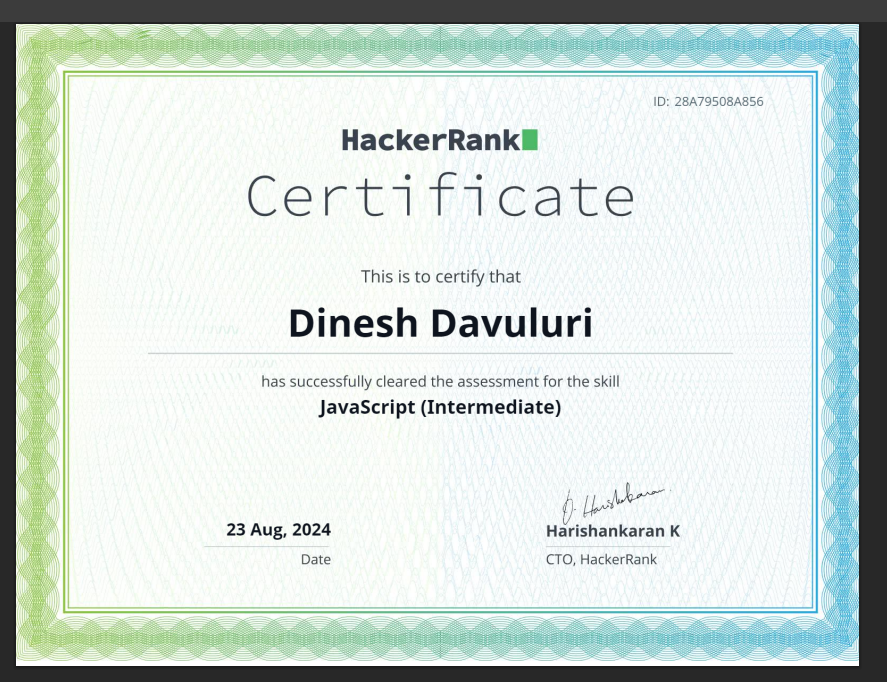 ID: 28A79508A856
HackerRank
Certificate
This is to certify that
Dinesh Davuluri
has successfully cleared the assessment for the skill
JavaScript (Intermediate)
23 Aug, 2024
Date
D. Harishankaran
Harishankaran K
CTO, HackerRank